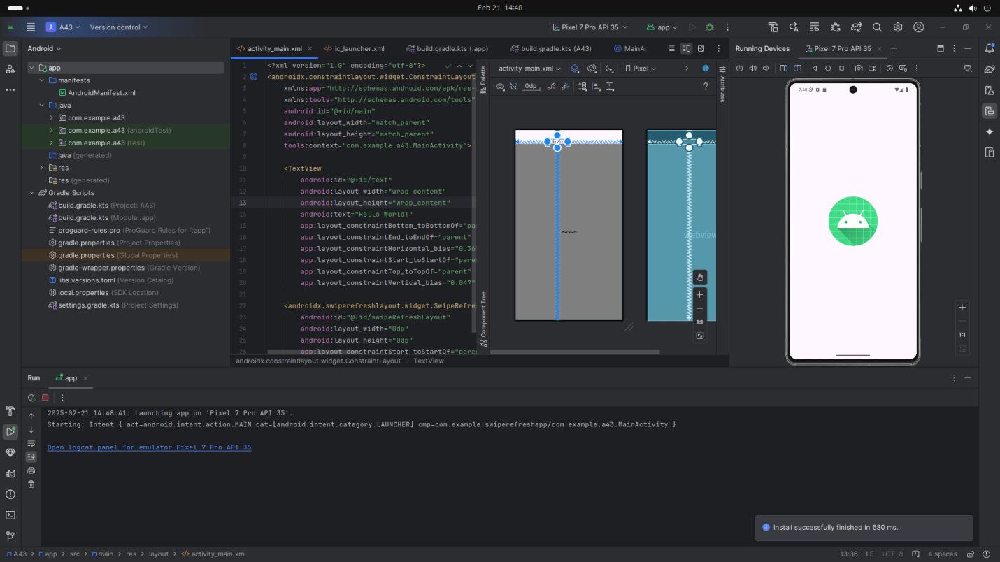 Feb 21 14:48
A A43
Version control
Pixel 7 Pro API 35
app
Android
activity_main.xml
ic_launcher.xml
build.gradle.kts (:app)
build.gradle.kts (A43)
MainAc
Running Devices
Pixel 7 Pro API 35
app
manifests
AndroidManifest.xml
java
com.example.a43
com.example.a43 (androidTest)
com.example.a43 (test)
java (generated)
res
res (generated)
Gradle Scripts
build.gradle.kts (Project: A43)
build.gradle.kts (Module :app)
proguard-rules.pro (ProGuard Rules for ":app")
gradle.properties (Project Properties)
gradle.properties (Global Properties)
gradle-wrapper.properties (Gradle Version)
libs.versions.toml (Version Catalog)
local.properties (SDK Location)
settings.gradle.kts (Project Settings)
1 <?xml version="1.0" encoding="utf-8"?>
2 <androidx.constraintlayout.widget.ConstraintLayout
3 xmlns:app="http://schemas.android.com/apk/res-
4 xmlns:tools="http://schemas.android.com/tools"
5 android:id="@+id/main"
6 android:layout_width="match_parent"
7 android:layout_height="match_parent"
8 tools:context="com.example.a43.MainActivity">
9
10 <TextView
11 android:id="@+id/text"
12 android:layout_width="wrap_content"
13 android:layout_height="wrap_content"
14 android:text="Hello World!"
15 app:layout_constraintBottom_toBottomOf="pa
16 app:layout_constraintEnd_toEndOf="parent"
17 app:layout_constraintHorizontal_bias="0.36
18 app:layout_constraintStart_toStartOf="pare
19 app:layout_constraintTop_toTopOf="parent"
20 app:layout_constraintVertical_bias="0.047"
21
22 <androidx.swiperefreshlayout.widget.SwipeRefre
23 android:id="@+id/swipeRefreshLayout"
24 android:layout_width="0dp"
25 android:layout_height="0dp"
26 app:layout_constraintStart_toStartOf="pare
androidx.constraintlayout.widget.ConstraintLayout
TextView
Palette
Component Tree
activity_main.xml
Pixel
0dp
?
Attributes
WebView
webview
1:1
2:48
1:1
Run
app
2025-02-21 14:48:41: Launching app on 'Pixel 7 Pro API 35'.
Starting: Intent { act=android.intent.action.MAIN cat=[android.intent.category.LAUNCHER] cmp=com.example.swiperefreshapp/com.example.a43.MainActivity }
Open logcat panel for emulator Pixel 7 Pro API 35
Install successfully finished in 680 ms.
A43 > app > src > main > res > layout > activity_main.xml
13:36
LF
UTF-8
4 spaces